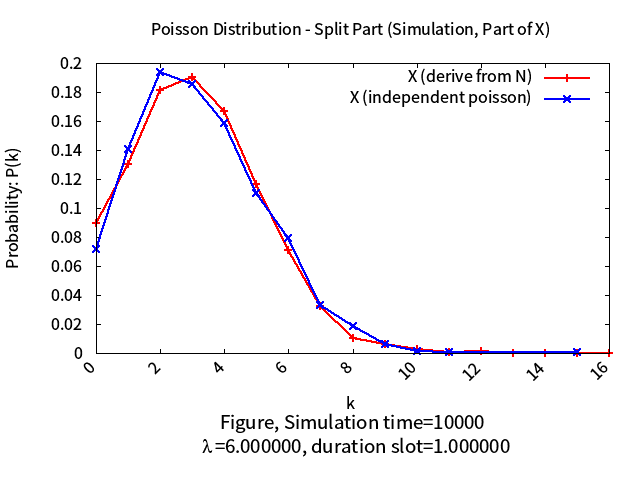 Poisson Distribution - Split Part (Simulation, Part of X)
X (derive from N)
X (independent poisson)
Probability: P(k)
0.2
0.18
0.16
0.14
0.12
0.1
0.08
0.06
0.04
0.02
0
0 2 4 6 8 10 12 14 16
k
Figure, Simulation time=10000
λ=6.000000, duration slot=1.000000